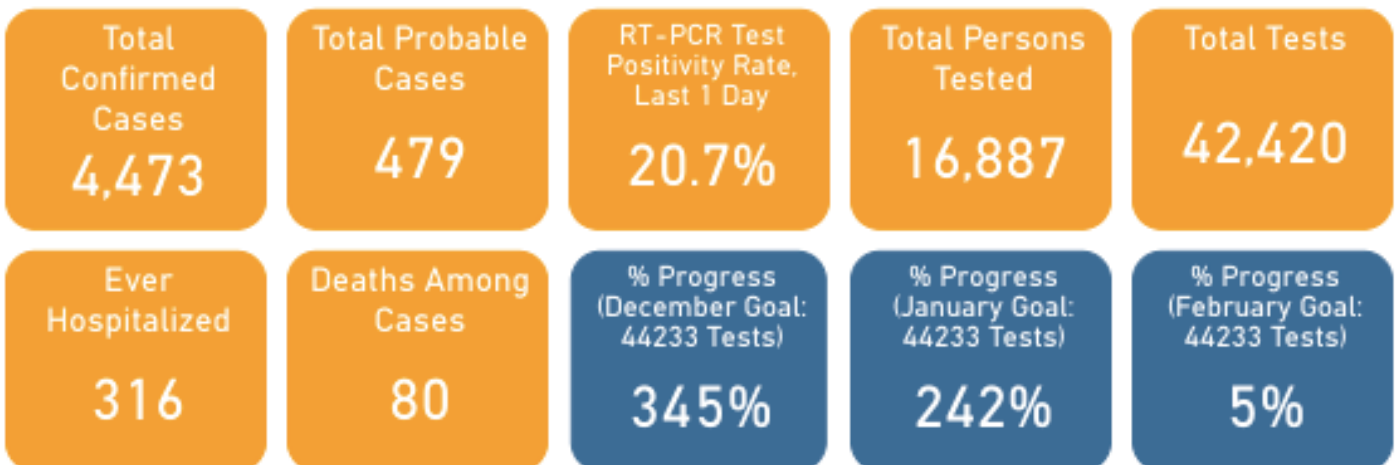 Total
Confirmed
Cases
4,473
Total Probable
Cases
479
RT-PCR Test
Positivity Rate,
Last 1 Day
20.7%
Total Persons
Tested
16,887
Total Tests
42,420
Ever
Hospitalized
316
Deaths Among
Cases
80
% Progress
(December Goal:
44233 Tests)
345%
% Progress
(January Goal:
44233 Tests)
242%
% Progress
(February Goal:
44233 Tests)
5%